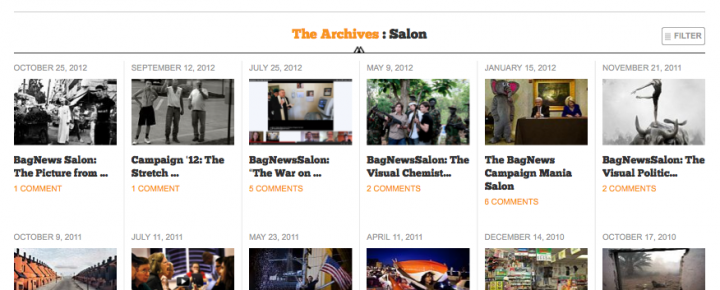 The Archives : Salon
FILTER
OCTOBER 25, 2012
SEPTEMBER 12, 2012
JULY 25, 2012
MAY 9, 2012
JANUARY 15, 2012
NOVEMBER 21, 2011
BagNews Salon:
The Picture from ...
1 COMMENT
Campaign '12: The
Stretch ...
1 COMMENT
BagNewsSalon:
"The War on ...
5 COMMENTS
BagNewsSalon: The
Visual Chemist...
2 COMMENTS
The BagNews
Campaign Mania
Salon
6 COMMENTS
BagNewsSalon: The
Visual Politic...
2 COMMENTS
OCTOBER 9, 2011
JULY 11, 2011
MAY 23, 2011
APRIL 11, 2011
DECEMBER 14, 2010
OCTOBER 17, 2010